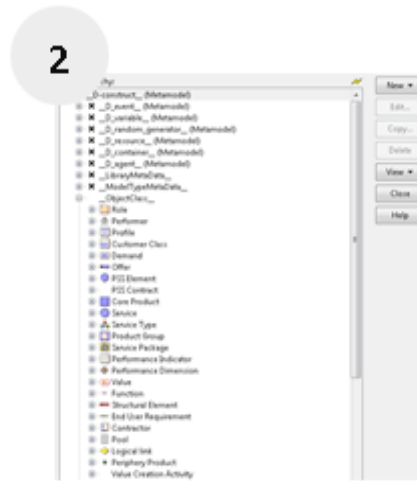 2
New
Edit...
Copy...
Delete
View
Close
Help
__D-construct__ (Metamodel)
__D_event__ (Metamodel)
__D_variable__ (Metamodel)
__D_random_generator__ (Metamodel)
__D_resource__ (Metamodel)
__D_container__ (Metamodel)
__D_agent__ (Metamodel)
__LibraryMetaData__
__ModelTypeMetaData__
__ObjectClass__
Role
Performer
Profile
Customer Class
Demand
Offer
PSS Element
PSS Contract
Core Product
Service
Service Type
Product Group
Service Package
Performance Indicator
Performance Dimension
Value
Function
Structural Element
End User Requirement
Contractor
Pool
Logical link
Periphery Product
Value Creation Activity